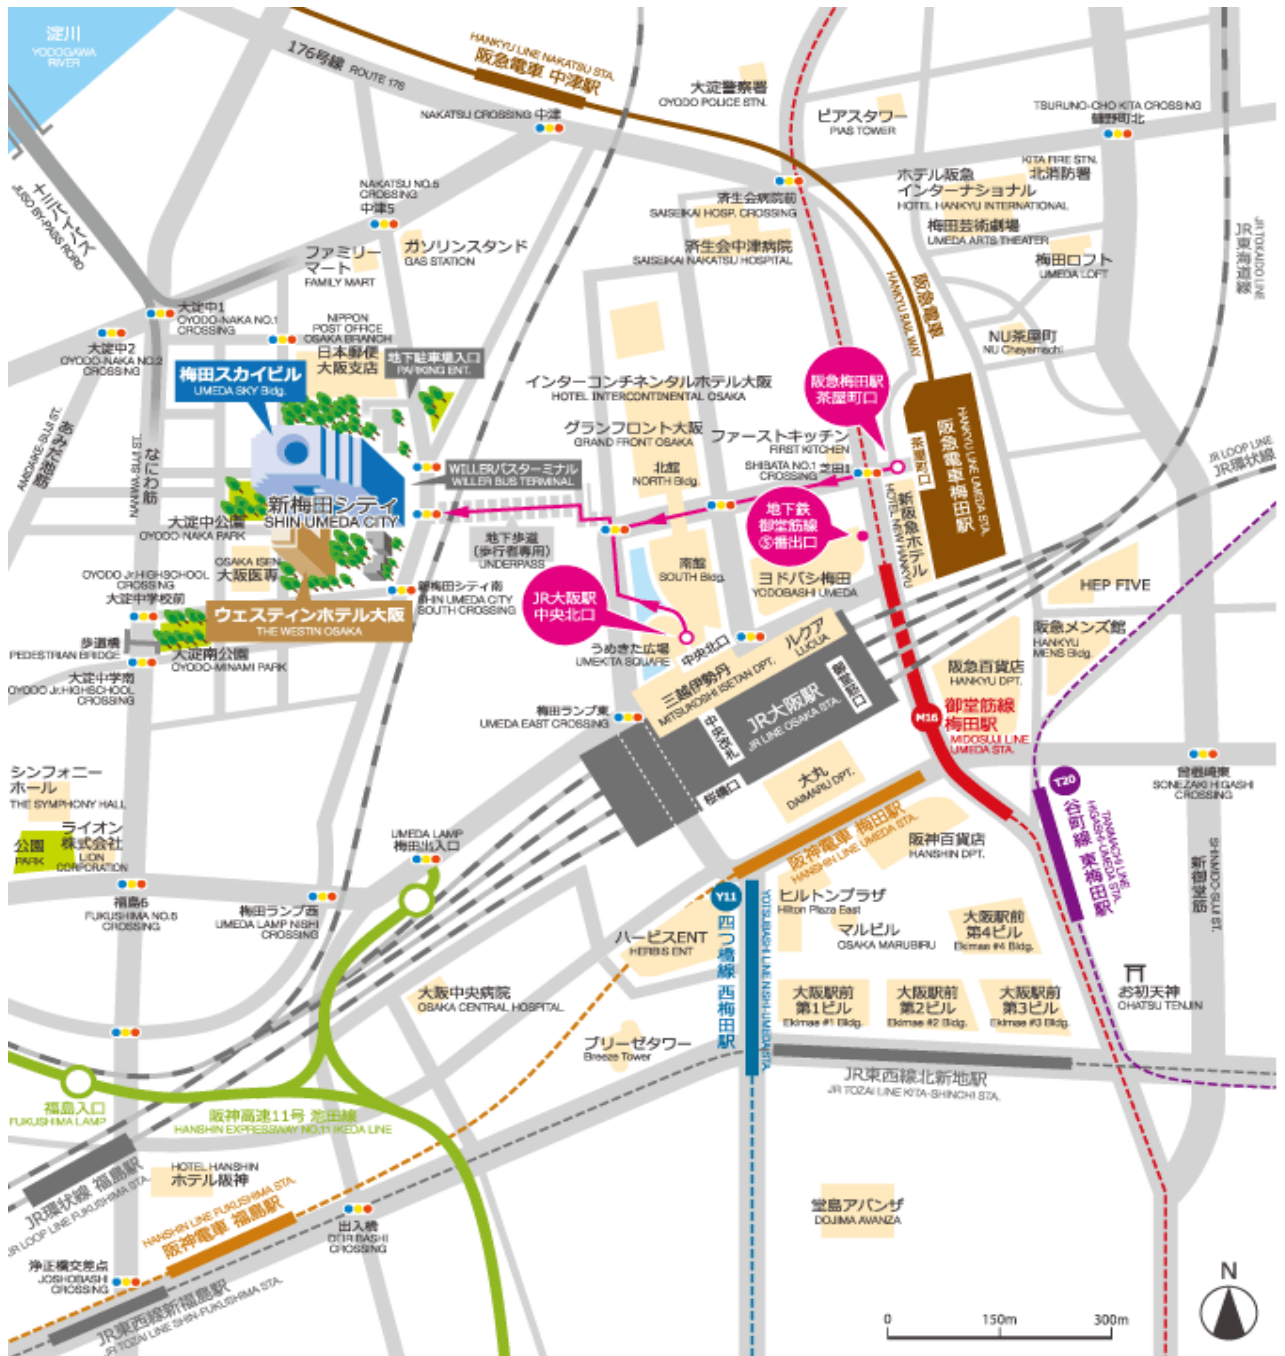 淀川
YODOGAWA
RIVER
176号線 ROUTE 176
HANKYU LINE NAKATSU STA.
阪急電車 中津駅
大淀警察署
OYODO POLICE STN.
ピアスタワー
PIAS TOWER
TSURUNO-CHO KITA CROSSING
鶴野町北
NAKATSU CROSSING 中津
十三バイパス
JUSO BY-PASS ROAD
NAKATSU NO.5
CROSSING
中津5
済生会病院前
SAISEIKAI HOSP. CROSSING
ホテル阪急
インターナショナル
HOTEL HANKYU INTERNATIONAL
KITA FIRE STN.
北消防署
梅田芸術劇場
UMEDA ARTS THEATER
梅田ロフト
UMEDA LOFT
JR東海道線
JR TOKAIDO LINE
ファミリー
マート
FAMILY MART
ガソリンスタンド
GAS STATION
済生会中津病院
SAISEIKAI NAKATSU HOSPITAL
阪急電車
HANKYU RAIL WAY
大淀中1
OYODO-NAKA NO.1
CROSSING
大淀中2
OYODO-NAKA NO.2
CROSSING
NIPPON
POST OFFICE
OSAKA BRANCH
日本郵便
大阪支店
地下駐車場入口
PARKING ENT.
NU茶屋町
NU Chayamachi
梅田スカイビル
UMEDA SKY Bldg.
インターコンチネンタルホテル大阪
HOTEL INTERCONTINENTAL OSAKA
阪急梅田駅
茶屋町口
グランフロント大阪
GRAND FRONT OSAKA
ファーストキッチン
FIRST KITCHEN
北館
NORTH Bldg.
SHIBATA NO.1
CROSSING 芝田1
茶屋町口
阪急電車梅田駅
HANKYU LINE UMEDA STA.
JR LOOP LINE
JR環状線
あみだ池筋
AMIDAIKE-SUJI ST.
なにわ筋
NANIWA-SUJI ST.
WILLERバスターミナル
WILLER BUS TERMINAL
新梅田シティ
SHIN UMEDA CITY
大淀中公園
OYODO-NAKA PARK
地下歩道
(歩行者専用)
UNDERPASS
地下鉄
御堂筋線
⑤番出口
新阪急ホテル
HOTEL NEW HANKYU
OSAKA ISEN
大阪医専
南館
SOUTH Bldg.
ヨドバシ梅田
YODOBASHI UMEDA
HEP FIVE
OYODO Jr.HIGHSCHOOL
CROSSING
大淀中学校前
新梅田シティ南
SHIN UMEDA CITY
SOUTH CROSSING
JR大阪駅
中央北口
ウェスティンホテル大阪
THE WESTIN OSAKA
歩道橋
PEDESTRIAN BRIDGE
大淀南公園
OYODO-MINAMI PARK
うめきた広場
UMEKITA SQUARE
中央北口
ルクア
LUCUA
阪急メンズ館
HANKYU
MENS Bldg.
大淀中学南
OYODO Jr.HIGHSCHOOL
CROSSING
三越伊勢丹
MITSUKOSHI ISETAN DPT.
JR大阪駅
JR LINE OSAKA STA.
御堂筋口
中央改札
桜橋口
阪急百貨店
HANKYU DPT.
梅田ランプ東
UMEDA EAST CROSSING
M16
御堂筋線
梅田駅
MIDOSUJI LINE
UMEDA STA.
シンフォニー
ホール
THE SYMPHONY HALL
大丸
DAIMARU DPT.
T20
谷町線 東梅田駅
TANIMACHI LINE
HIGASHI-UMEDA STA.
曽根崎東
SONEZAKI HIGASHI
CROSSING
公園
PARK
ライオン
株式会社
LION
CORPORATION
UMEDA LAMP
梅田出入口
阪神電車 梅田駅
HANSHIN LINE UMEDA STA.
阪神百貨店
HANSHIN DPT.
新御堂筋
SHINMIDO-SUJI ST.
福島6
FUKUSHIMA NO.6
CROSSING
梅田ランプ西
UMEDA LAMP NISHI
CROSSING
Y11
四つ橋線 西梅田駅
YOTSUBASHI LINE NISHI-UMEDA STA.
ヒルトンプラザ
Hilton Plaza East
マルビル
OSAKA MARUBIRU
大阪駅前
第4ビル
Ekimae #4 Bldg.
ハービスENT
HERBIS ENT
大阪中央病院
OSAKA CENTRAL HOSPITAL
大阪駅前
第1ビル
Ekimae #1 Bldg.
大阪駅前
第2ビル
Ekimae #2 Bldg.
大阪駅前
第3ビル
Ekimae #3 Bldg.
お初天神
OHATSU TENJIN
ブリーゼタワー
Breeze Tower
JR東西線北新地駅
JR TOZAI LINE KITA-SHINCHI STA.
福島入口
FUKUSHIMA LAMP
阪神高速11号 池田線
HANSHIN EXPRESSWAY NO.11 IKEDA LINE
JR環状線 福島駅
JR LOOP LINE FUKUSHIMA STA.
HOTEL HANSHIN
ホテル阪神
HANSHIN LINE FUKUSHIMA STA.
阪神電車 福島駅
出入橋
DEIRIBASHI
CROSSING
堂島アバンザ
DOJIMA AVANZA
浄正橋交差点
JOSHOBASHI
CROSSING
JR東西線新福島駅
JR TOZAI LINE SHIN-FUKUSHIMA STA.
N
0 150m 300m